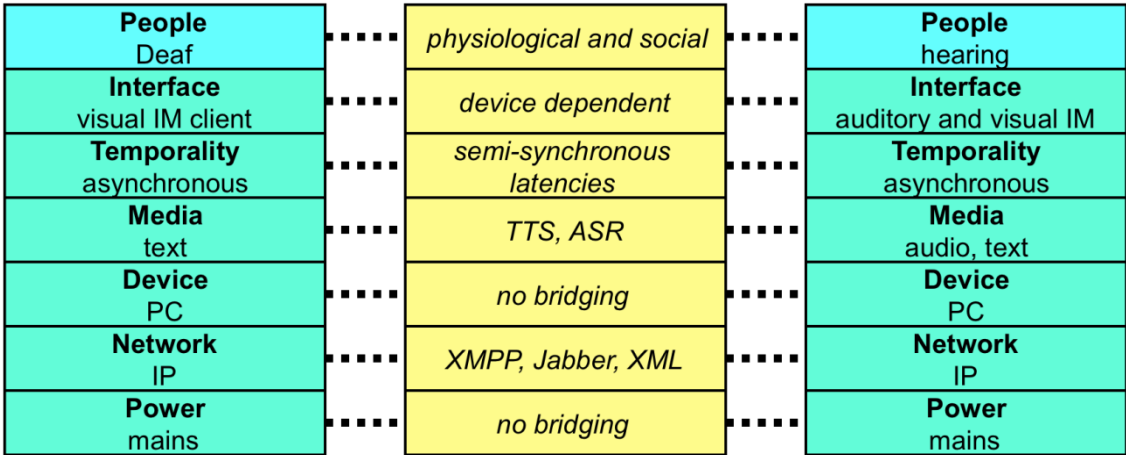 People
Deaf
physiological and social
People
hearing
Interface
visual IM client
device dependent
Interface
auditory and visual IM
Temporality
asynchronous
semi-synchronous
latencies
Temporality
asynchronous
Media
text
TTS, ASR
Media
audio, text
Device
PC
no bridging
Device
PC
Network
IP
XMPP, Jabber, XML
Network
IP
Power
mains
no bridging
Power
mains